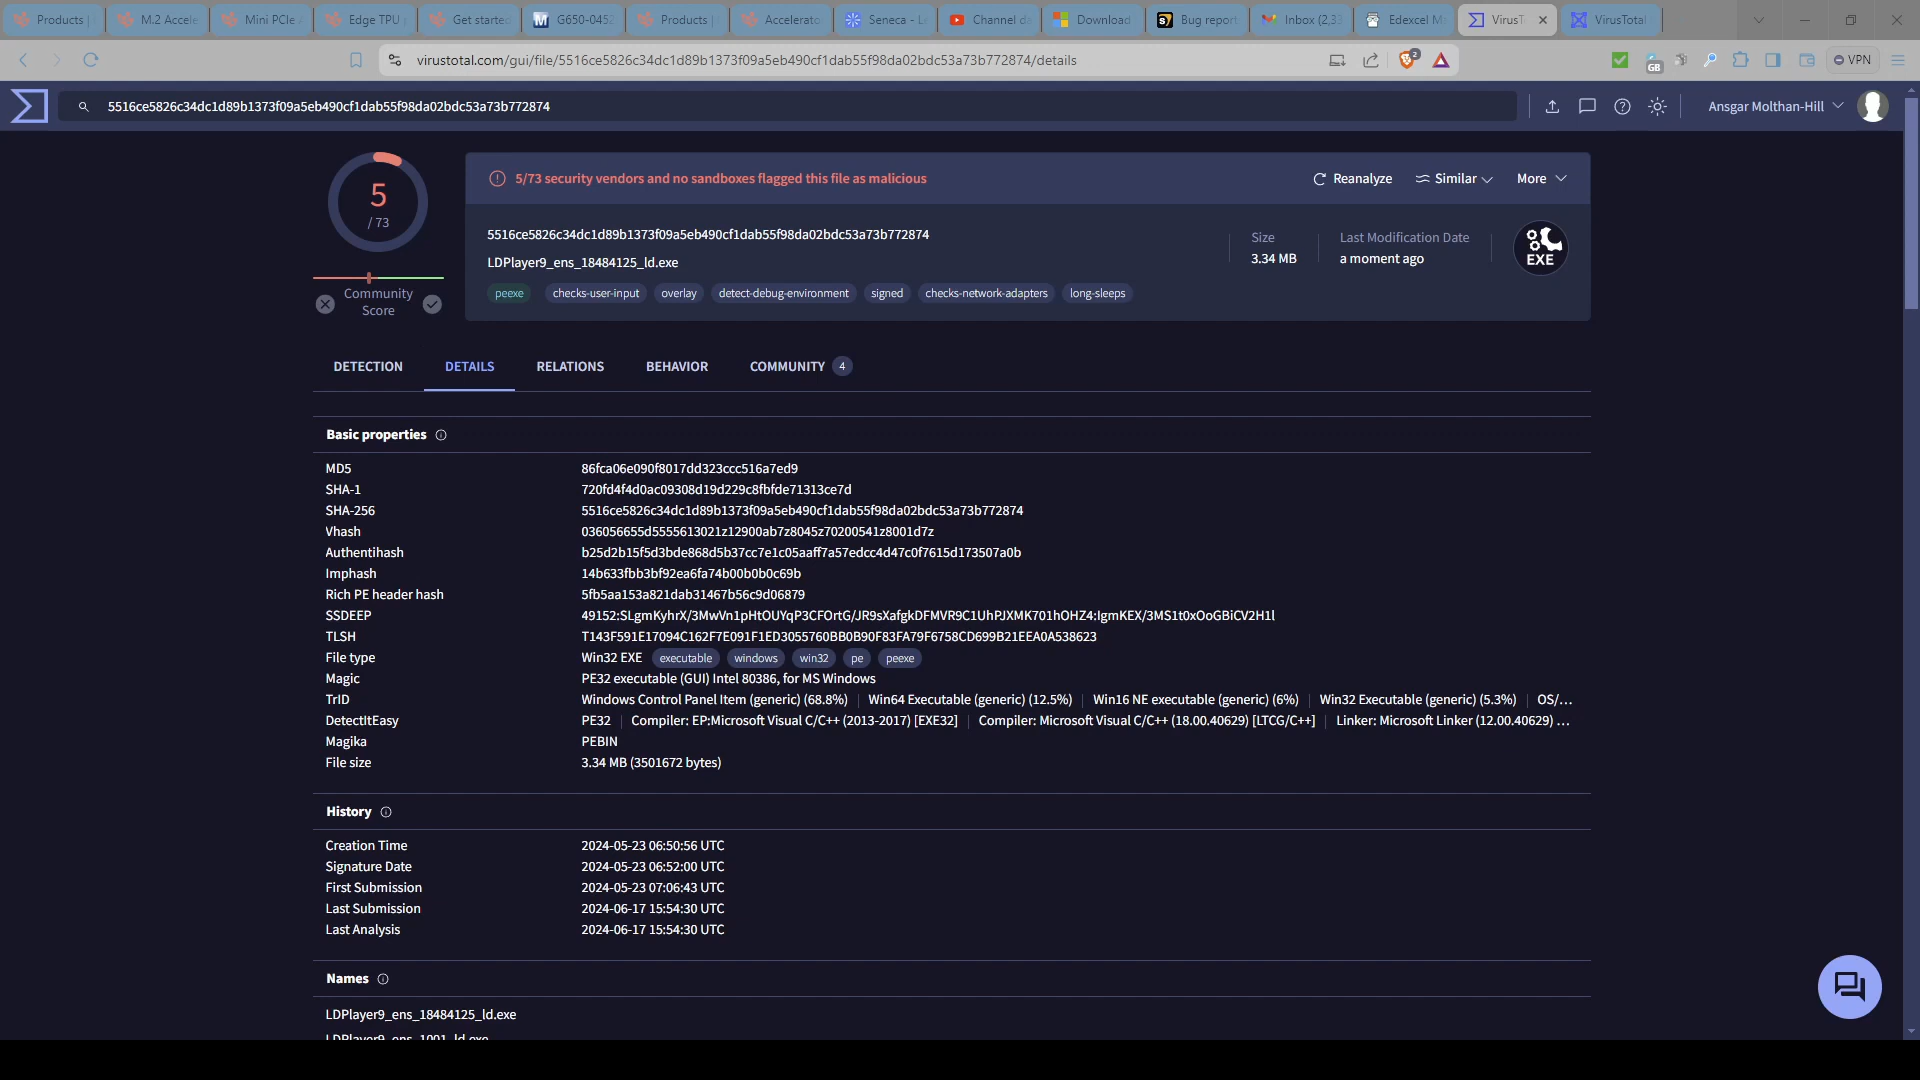 Products
M.2 Accele
Mini PCIe A
Edge TPU p
Get started
G650-0452
Products
Accelerato
Seneca - Le
Channel da
Download
Bug report
Inbox (2,33
Edexcel M
VirusT
VirusTotal
virustotal.com/gui/file/5516ce5826c34dc1d89b1373f09a5eb490cf1dab55f98da02bdc53a73b772874/details
2
GB
VPN
5516ce5826c34dc1d89b1373f09a5eb490cf1dab55f98da02bdc53a73b772874
Ansgar Molthan-Hill
5
/ 73
Community
Score
5/73 security vendors and no sandboxes flagged this file as malicious
Reanalyze
Similar
More
5516ce5826c34dc1d89b1373f09a5eb490cf1dab55f98da02bdc53a73b772874
LDPlayer9_ens_18484125_ld.exe
peexe checks-user-input overlay detect-debug-environment signed checks-network-adapters long-sleeps
Size
3.34 MB
Last Modification Date
a moment ago
EXE
DETECTION DETAILS RELATIONS BEHAVIOR COMMUNITY 4
Basic properties
MD5 86fca06e090f8017dd323ccc516a7ed9
SHA-1 720fd4f4d0ac09308d19d229c8fbfde71313ce7d
SHA-256 5516ce5826c34dc1d89b1373f09a5eb490cf1dab55f98da02bdc53a73b772874
Vhash 036056655d5555613021z12900ab7z8045z70200541z8001d7z
Authentihash b25d2b15f5d3bde868d5b37cc7e1c05aaff7a57edcc4d47c0f7615d173507a0b
Imphash 14b633fbb3bf92ea6fa74b00b0b0c69b
Rich PE header hash 5fb5aa153a821dab31467b56c9d06879
SSDEEP 49152:SLgmKyhrX/3MwVn1pHtOUYqP3CFOrtG/JR9sXafgkDFMVR9C1UhPJXMK701hOHZ4:IgmKEX/3MS1t0xOoGBiCV2H1l
TLSH T143F591E17094C162F7E091F1ED3055760BB0B90F83FA79F6758CD699B21EEA0A538623
File type Win32 EXE executable windows win32 pe peexe
Magic PE32 executable (GUI) Intel 80386, for MS Windows
TrID Windows Control Panel Item (generic) (68.8%) | Win64 Executable (generic) (12.5%) | Win16 NE executable (generic) (6%) | Win32 Executable (generic) (5.3%) | OS/...
DetectItEasy PE32 | Compiler: EP:Microsoft Visual C/C++ (2013-2017) [EXE32] | Compiler: Microsoft Visual C/C++ (18.00.40629) [LTCG/C++] | Linker: Microsoft Linker (12.00.40629) ...
Magika PEBIN
File size 3.34 MB (3501672 bytes)
History
Creation Time 2024-05-23 06:50:56 UTC
Signature Date 2024-05-23 06:52:00 UTC
First Submission 2024-05-23 07:06:43 UTC
Last Submission 2024-06-17 15:54:30 UTC
Last Analysis 2024-06-17 15:54:30 UTC
Names
LDPlayer9_ens_18484125_ld.exe
LDPlayer9_ens_1001_ld.exe